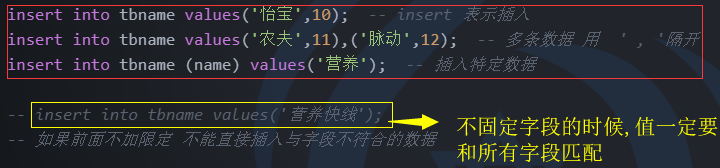 insert into tbname values('怡宝',10);  -- insert 表示插入
insert into tbname values('农夫',11),('脉动',12);  -- 多条数据 用 ' , '隔开
insert into tbname (name) values('营养');  -- 插入特定数据
-- insert into tbname values('营养快线');
-- 如果前面不加限定 不能直接插入与字段不符合的数据
不固定字段的时候,值一定要
和所有字段匹配